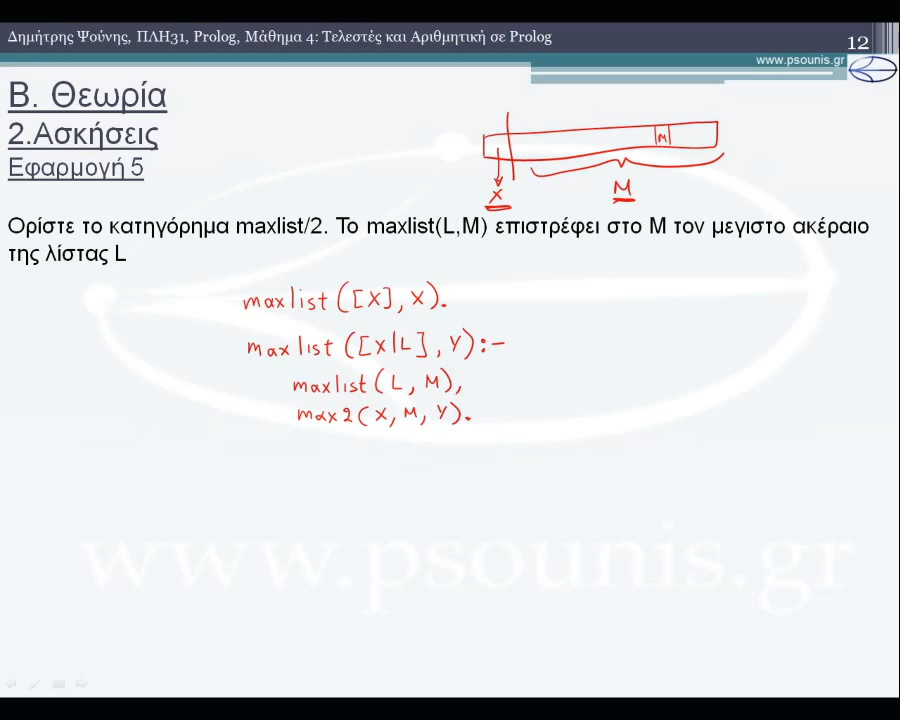 Δημήτρης Ψούνης, ΠΛΗ31, Prolog, Μάθημα 4: Τελεστές και Αριθμητική σε Prolog
12
www.psounis.gr
Β. Θεωρία
2.Ασκήσεις
Εφαρμογή 5
M
X
M
Ορίστε το κατηγόρημα maxlist/2. Το maxlist(L,M) επιστρέφει στο Μ τον μεγιστο ακέραιο
της λίστας L
maxlist([X],X).
maxlist([X|L],Y):-
maxlist(L,M),
max2(X,M,Y).
www.psounis.gr